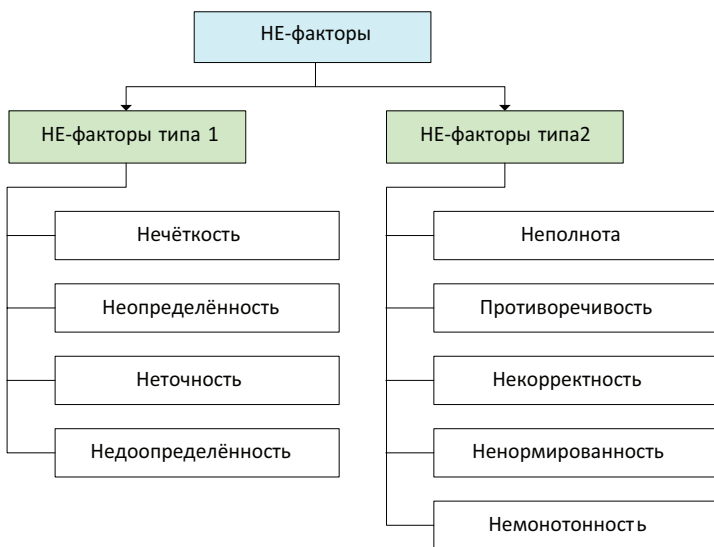 НЕ-факторы
НЕ-факторы типа 1
Нечёткость
Неопределённость
Неточность
Недоопределённость
НЕ-факторы типа2
Неполнота
Противоречивость
Некорректность
Ненормированность
Немонотонность